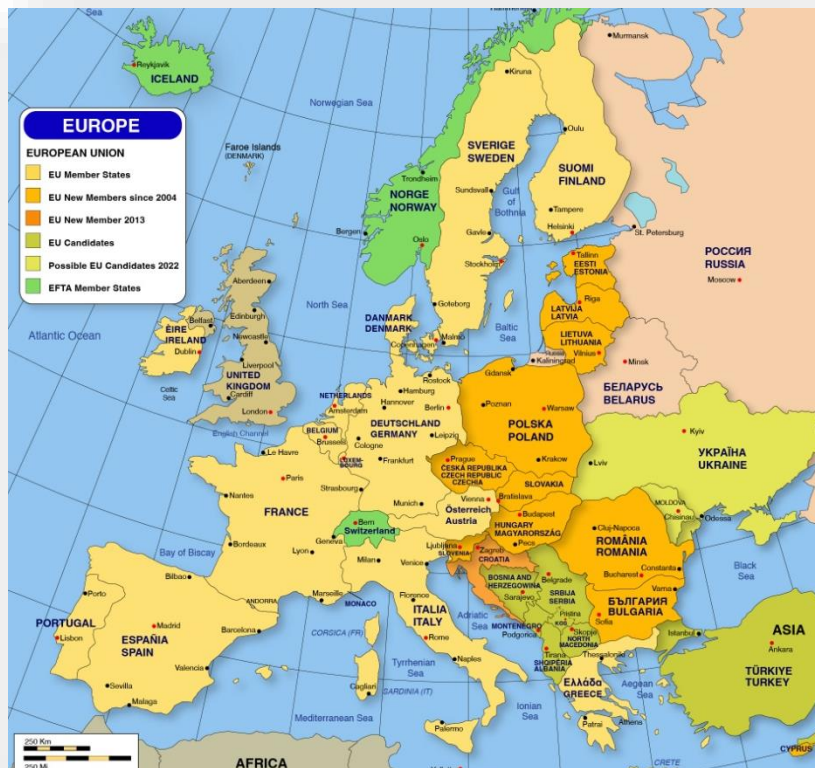 Sea
Reykjavik
ICELAND
Murmansk
Kiruna
Norwegian Sea
EUROPE
EUROPEAN UNION
EU Member States
EU New Members since 2004
EU New Member 2013
EU Candidates
Possible EU Candidates 2022
EFTA Member States
Faroe Islands
(DENMARK)
Oulu
SVERIGE
SWEDEN
SUOMI
FINLAND
Trondheim
NORGE
NORWAY
Sundsvall
Gulf
of
Bothnia
Tampere
Bergen
Oslo
Gavle
Helsinki
St. Petersburg
Stockholm
Tallinn
EESTI
ESTONIA
РОССИЯ
RUSSIA
Moscow
Aberdeen
North Sea
Goteborg
Riga
LATVIJA
LATVIA
Edinburgh
DANMARK
DENMARK
Baltic
Sea
LIETUVA
LITHUANIA
Atlantic Ocean
Belfast
ÉIRE
IRELAND
Newcastle
Malmö
Copenhagen
Vilnius
Dublin
Kaliningrad
Minsk
Liverpool
UNITED
KINGDOM
Rostock
Gdansk
БЕЛАРУСЬ
BELARUS
Celtic
Sea
Cardiff
NETHERLANDS
Hamburg
London
Amsterdam
Hannover
Berlin
Poznan
Warsaw
English Channel
BELGIUM
DEUTSCHLAND
GERMANY
POLSKA
POLAND
Kyiv
Brussels
Cologne
Leipzig
УКРАЇНА
UKRAINE
Le Havre
LUXEM-
BOURG
Frankfurt
Prague
Krakow
Lviv
ČESKA REPUBLIKA
CZECH REPUBLIC
CZECHIA
Paris
SLOVAKIA
Strasbourg
Nantes
Munich
Vienna
Bratislava
FRANCE
Österreich
Austria
Budapest
MOLDOVA
Chisinau
Bern
Switzerland
HUNGARY
MAGYARORSZÁG
Odessa
Geneva
Cluj-Napoca
Bay of Biscay
Bordeaux
Lyon
Ljubljana
SLOVENIA
Pecs
ROMÂNIA
ROMANIA
Zagreb
CROATIA
Milan
Venice
Bilbao
BOSNIA AND
HERZEGOVINA
Belgrade
Bucharest
Constanta
Black
Sea
Porto
Marseille
Florence
Sarajevo
SRBIJA
SERBIA
Varna
ANDORRA
MONACO
БЪЛГАРИЯ
BULGARIA
PORTUGAL
Lisbon
Madrid
CORSICA (FR)
ITALIA
ITALY
Adriatic
Sea
MONTENEGRO
Podgorica
Pristina
KOS.
Sofia
ESPAÑIA
SPAIN
Barcelona
Rome
Skopje
NORTH
MACEDONIA
Istanbul
ASIA
Ankara
Tirana
SHQIPËRIA
ALBANIA
Thessaloniki
Valencia
Tyrrhenian
Sea
Naples
TÜRKIYE
TURKEY
Sevilla
Cagliari
SARDINIA (IT)
Ελλάδα
GREECE
Aegean
Sea
Malaga
Ionian
Sea
Mediterranean Sea
Palermo
Patrai
Athens
250 Km
250 Mi
AFRICA
CRETE
CYPRUS